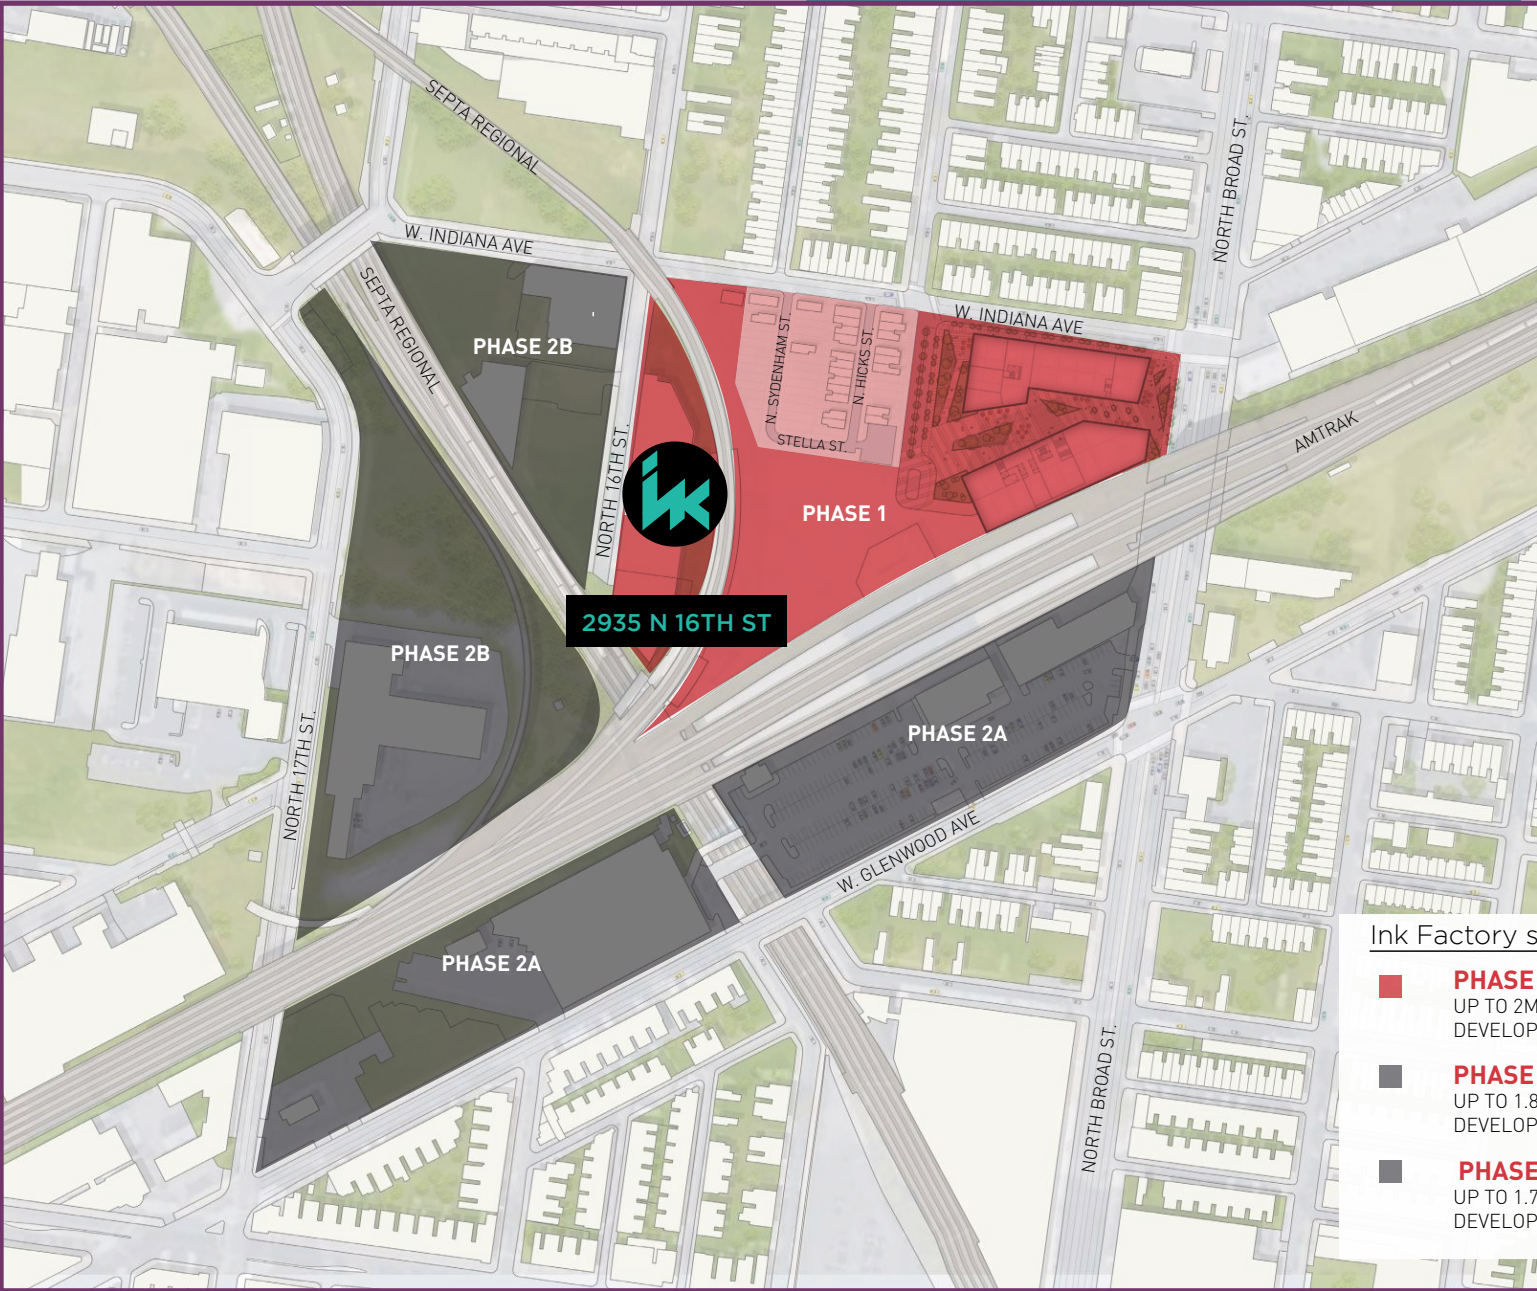 SEPTA REGIONAL
NORTH BROAD ST.
W. INDIANA AVE
SEPTA REGIONAL
W. INDIANA AVE
PHASE 2B
N. SYDENHAM ST.
N. HICKS ST.
STELLA ST.
AMTRAK
NORTH 16TH ST.
ik
PHASE 1
2935 N 16TH ST
PHASE 2B
NORTH 17TH ST.
PHASE 2A
W. GLENWOOD AVE
PHASE 2A
NORTH BROAD ST.
Ink Factory s
PHASE
UP TO 2M
DEVELOP
PHASE
UP TO 1.8
DEVELOP
PHASE
UP TO 1.7
DEVELOP